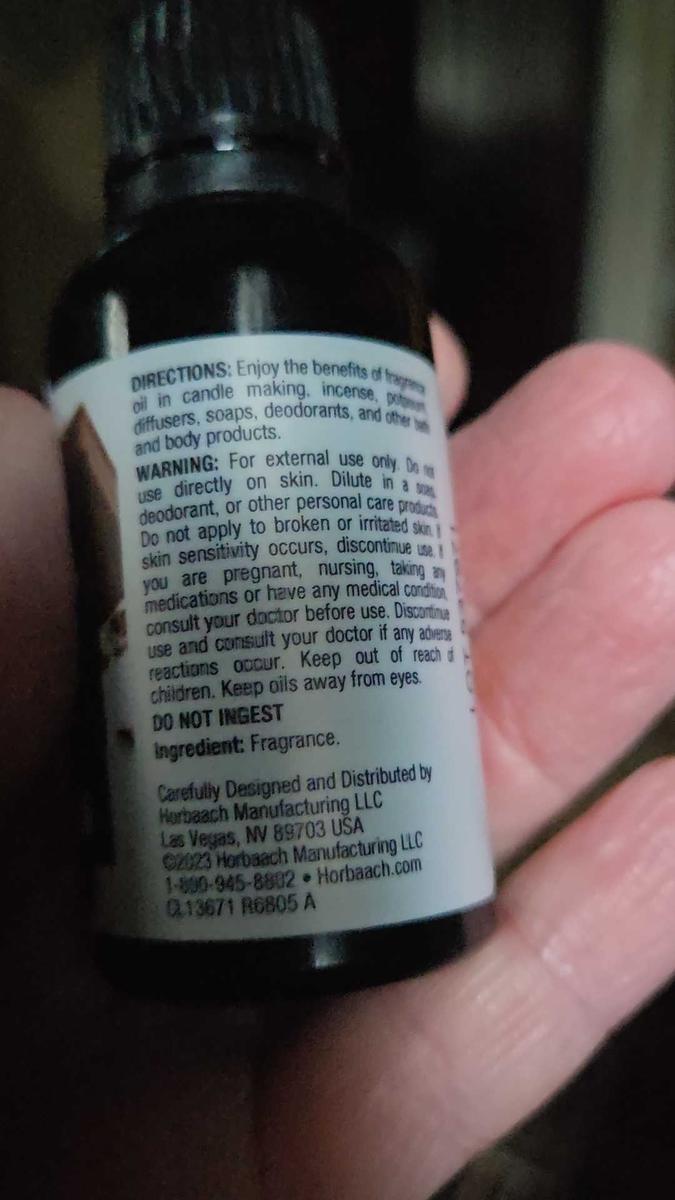 DIRECTIONS: Enjoy the benefits of fragrance
oil in candle making, incense, potpourri,
diffusers, soaps, deodorants, and other bath
and body products.
WARNING: For external use only. Do not
use directly on skin. Dilute in a soap,
deodorant, or other personal care products.
Do not apply to broken or irritated skin. If
skin sensitivity occurs, discontinue use. If
you are pregnant, nursing, taking any
medications or have any medical condition,
consult your doctor before use. Discontinue
use and consult your doctor if any adverse
reactions occur. Keep out of reach of
children. Keep oils away from eyes.
DO NOT INGEST
Ingredient: Fragrance.
Carefully Designed and Distributed by
Horbaach Manufacturing LLC
Las Vegas, NV 89703 USA
©2023 Horbaach Manufacturing LLC
1-800-945-8802 • Horbaach.com
CL13671 R6805 A